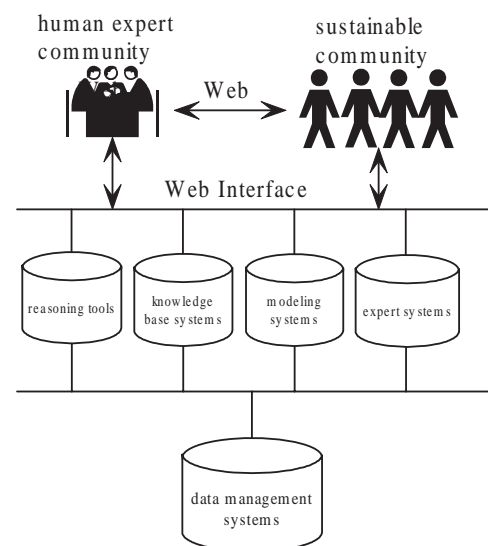 human expert
community
sustainable
community
Web
Web Interface
reasoning tools
knowledge
base systems
modeling
systems
expert systems
data management
systems